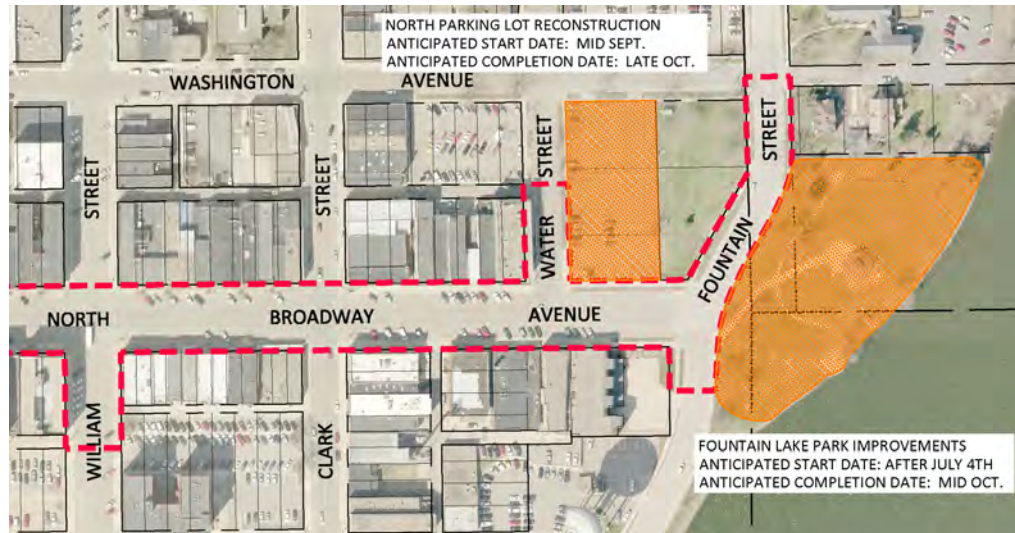 NORTH PARKING LOT RECONSTRUCTION
ANTICIPATED START DATE: MID SEPT.
ANTICIPATED COMPLETION DATE: LATE OCT.
WASHINGTON AVENUE
STREET
STREET
STREET
STREET
WATER
FOUNTAIN
NORTH BROADWAY AVENUE
WILLIAM
CLARK
FOUNTAIN LAKE PARK IMPROVEMENTS
ANTICIPATED START DATE: AFTER JULY 4TH
ANTICIPATED COMPLETION DATE: MID OCT.